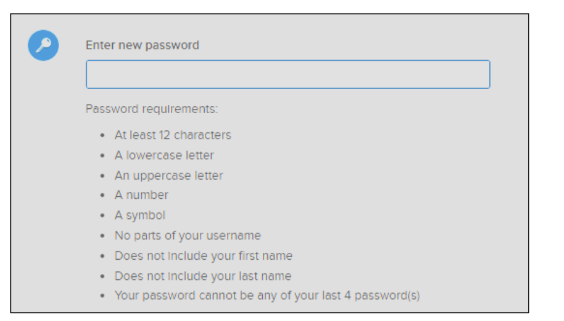 Enter new password
Password requirements:
• At least 12 characters
• A lowercase letter
• An uppercase letter
• A number
• A symbol
• No parts of your username
• Does not include your first name
• Does not include your last name
• Your password cannot be any of your last 4 password(s)